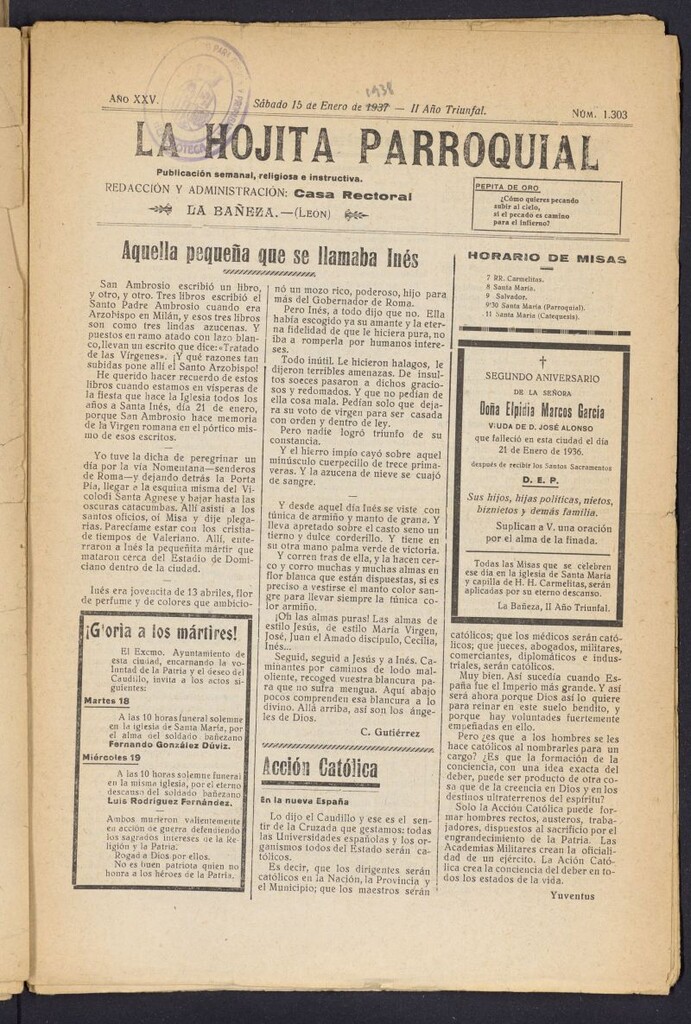 1938
AÑO XXV.
Sábado 15 de Enero de 1937 — II Año Triunfal.
NÚM. 1.303
LA HOJITA PARROQUIAL
Publicación semanal, religiosa e instructiva.
REDACCIÓN Y ADMINISTRACIÓN: Casa Rectoral
LA BAÑEZA.—(LEON)
PEPITA DE ORO
¿Cómo quieres pecando
subir al cielo,
si el pecado es camino
para el infierno?
Aquella pequeña que se llamaba Inés
San Ambrosio escribió un libro,
y otro, y otro. Tres libros escribió el
Santo Padre Ambrosio cuando era
Arzobispo en Milán, y esos tres libros
son como tres lindas azucenas. Y
puestos en ramo atado con lazo blan-
co, llevan un escrito que dice: «Tratado
de las Vírgenes». ¡Y qué razones tan
subidas pone allí el Santo Arzobispo!
He querido hacer recuerdo de estos
libros cuando estamos en vísperas de
la fiesta que hace la Iglesia todos los
años a Santa Inés, día 21 de enero,
porque San Ambrosio hace memoria
de la Virgen romana en el pórtico mis-
mo de esos escritos.
Yo tuve la dicha de peregrinar un
día por la vía Nomentana—senderos
de Roma—y dejando detrás la Porta
Pía, llegar a la esquina misma del Vi-
colodi Santa Agnese y bajar hasta las
oscuras catacumbas. Allí asistí a los
santos oficios, oí Misa y dije plega-
rias. Parecíame estar con los cristia-
de tiempos de Valeriano. Allí, ente-
rraron a Inés la pequeñita mártir que
mataron cerca del Estadio de Domi-
ciano dentro de la ciudad.
Inés era jovencita de 13 abriles, flor
de perfume y de colores que ambicio-
¡Gloria a los mártires!
El Excmo. Ayuntamiento de
esta ciudad, encarnando la vo-
luntad de la Patria y el deseo del
Caudillo, invita a los actos si-
guientes:
Martes 18
A las 10 horas funeral solemne
en la iglesia de Santa María, por
el alma del soldado bañezano
Fernando González Dúviz.
Miércoles 19
A las 10 horas solemne funeral
en la misma iglesia, por el eterno
descanso del soldado bañezano
Luis Rodríguez Fernández.
Ambos murieron valientemente
en acción de guerra defendiendo
los sagrados intereses de la Re-
ligión y la Patria.
Rogad a Dios por ellos.
No es buen patriota quien no
honra a los héroes de la Patria.
nó un mozo rico, poderoso, hijo para
más del Gobernador de Roma.
Pero Inés, a todo dijo que no. Ella
había escogido ya su amante y la eter-
na fidelidad de que le hiciera pura, no
iba a romperla por humanos intere-
ses.
Todo inútil. Le hicieron halagos, le
dijeron terribles amenazas. De insul-
tos soeces pasaron a dichos gracio-
sos y redomados. Y que no pedían de
ella cosa mala. Pedían solo que deja-
ra su voto de virgen para ser casada
con orden y dentro de ley.
Pero nadie logró triunfo de su
constancia.
Y el hierro impío cayó sobre aquel
minúsculo cuerpecillo de trece prima-
veras. Y la azucena de nieve se cuajó
de sangre.
Y desde aquel día Inés se viste con
túnica de armiño y manto de grana. Y
lleva apretado sobre el casto seno un
tierno y dulce corderillo. Y tiene en
su otra mano palma verde de victoria.
Y corren tras de ella, y la hacen cer-
co y corro muchas y muchas almas en
flor blanca que están dispuestas, si es
preciso a vestirse el manto color san-
gre para llevar siempre la túnica co-
lor armiño.
¡Oh las almas puras! Las almas de
estilo Jesús, de estilo María Virgen,
José, Juan el Amado discípulo, Cecilia,
Inés...
Seguid, seguid a Jesús y a Inés. Ca-
minantes por caminos de lodo mal
oliente, recoged vuestra blancura pa-
ra que no sufra mengua. Aquí abajo
pocos comprenden esa blancura a lo
divino. Allá arriba, así son los ánge-
les de Dios.
C. Gutiérrez
Acción Católica
En la nueva España
Lo dijo el Caudillo y ese es el sen-
tir de la Cruzada que gestamos: todas
las Universidades españolas y los or-
ganismos todos del Estado serán ca-
tólicos.
Es decir, que los dirigentes serán
católicos en la Nación, la Provincia y
el Municipio; que los maestros serán
HORARIO DE MISAS
7 RR. Carmelitas.
8 Santa María.
9 Salvador.
9'30 Santa María (Parroquial).
11 Santa María (Catequesis).
SEGUNDO ANIVERSARIO
DE LA SEÑORA
Doña Elpidia Marcos García
VIUDA DE D. JOSÉ ALONSO
que falleció en esta ciudad el día
21 de Enero de 1936.
después de recibir los Santos Sacramentos
D. E. P.
Sus hijos, hijas políticas, nietos,
biznietos y demás familia.
Suplican a V. una oración
por el alma de la finada.
Todas las Misas que se celebren
ese día en la iglesia de Santa María
y capilla de H. H. Carmelitas, serán
aplicadas por su eterno descanso.
La Bañeza, II Año Triunfal.
católicos; que los médicos serán cató-
licos; que jueces, abogados, militares,
comerciantes, diplomáticos e indus-
triales, serán católicos.
Muy bien. Así sucedía cuando Es-
paña fue el Imperio más grande. Y así
será ahora porque Dios así lo quiere
para reinar en este suelo bendito, y
porque hay voluntades fuertemente
empeñadas en ello.
Pero ¿es que a los hombres se les
hace católicos al nombrarles para un
cargo? ¿Es que la formación de la
conciencia, con una idea exacta del
deber, puede ser producto de otra co-
sa que de la creencia en Dios y en los
destinos ultraterrenos del espíritu?
Solo la Acción Católica puede for-
mar hombres rectos, austeros, traba-
jadores, dispuestos al sacrificio por el
engrandecimiento de la Patria. Las
Academias Militares crean la oficiali-
dad de un ejército. La Ación Cató-
lica crea la conciencia del deber en to-
dos los estados de la vida.
Yuventus